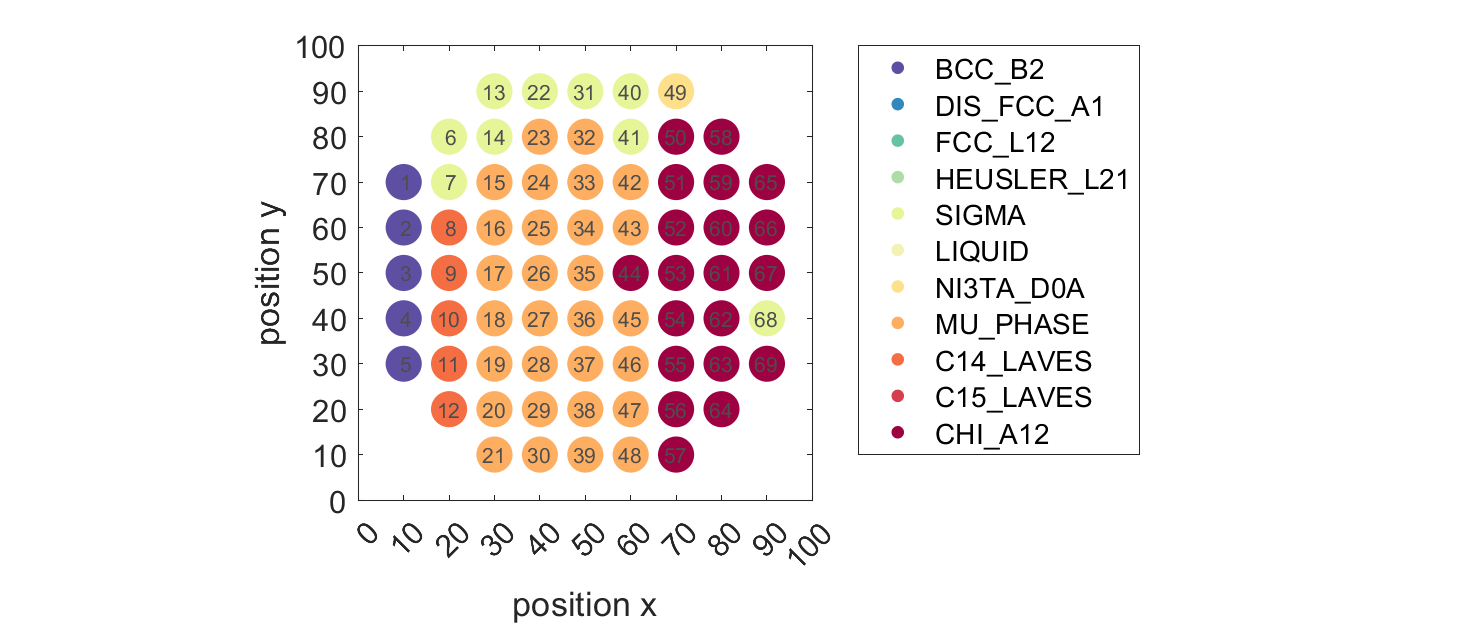 100
90
80
70
60
50
40
30
20
10
0
position y
13 22 31 40 49
6 14 23 32 41 50 58
1 7 15 24 33 42 51 59 65
2 8 16 25 34 43 52 60 66
3 9 17 26 35 44 53 61 67
4 10 18 27 36 45 54 62 68
5 11 19 28 37 46 55 63 69
12 20 29 38 47 56 64
21 30 39 48 57
0 10 20 30 40 50 60 70 80 90 100
position x
BCC_B2
DIS_FCC_A1
FCC_L12
HEUSLER_L21
SIGMA
LIQUID
NI3TA_D0A
MU_PHASE
C14_LAVES
C15_LAVES
CHI_A12